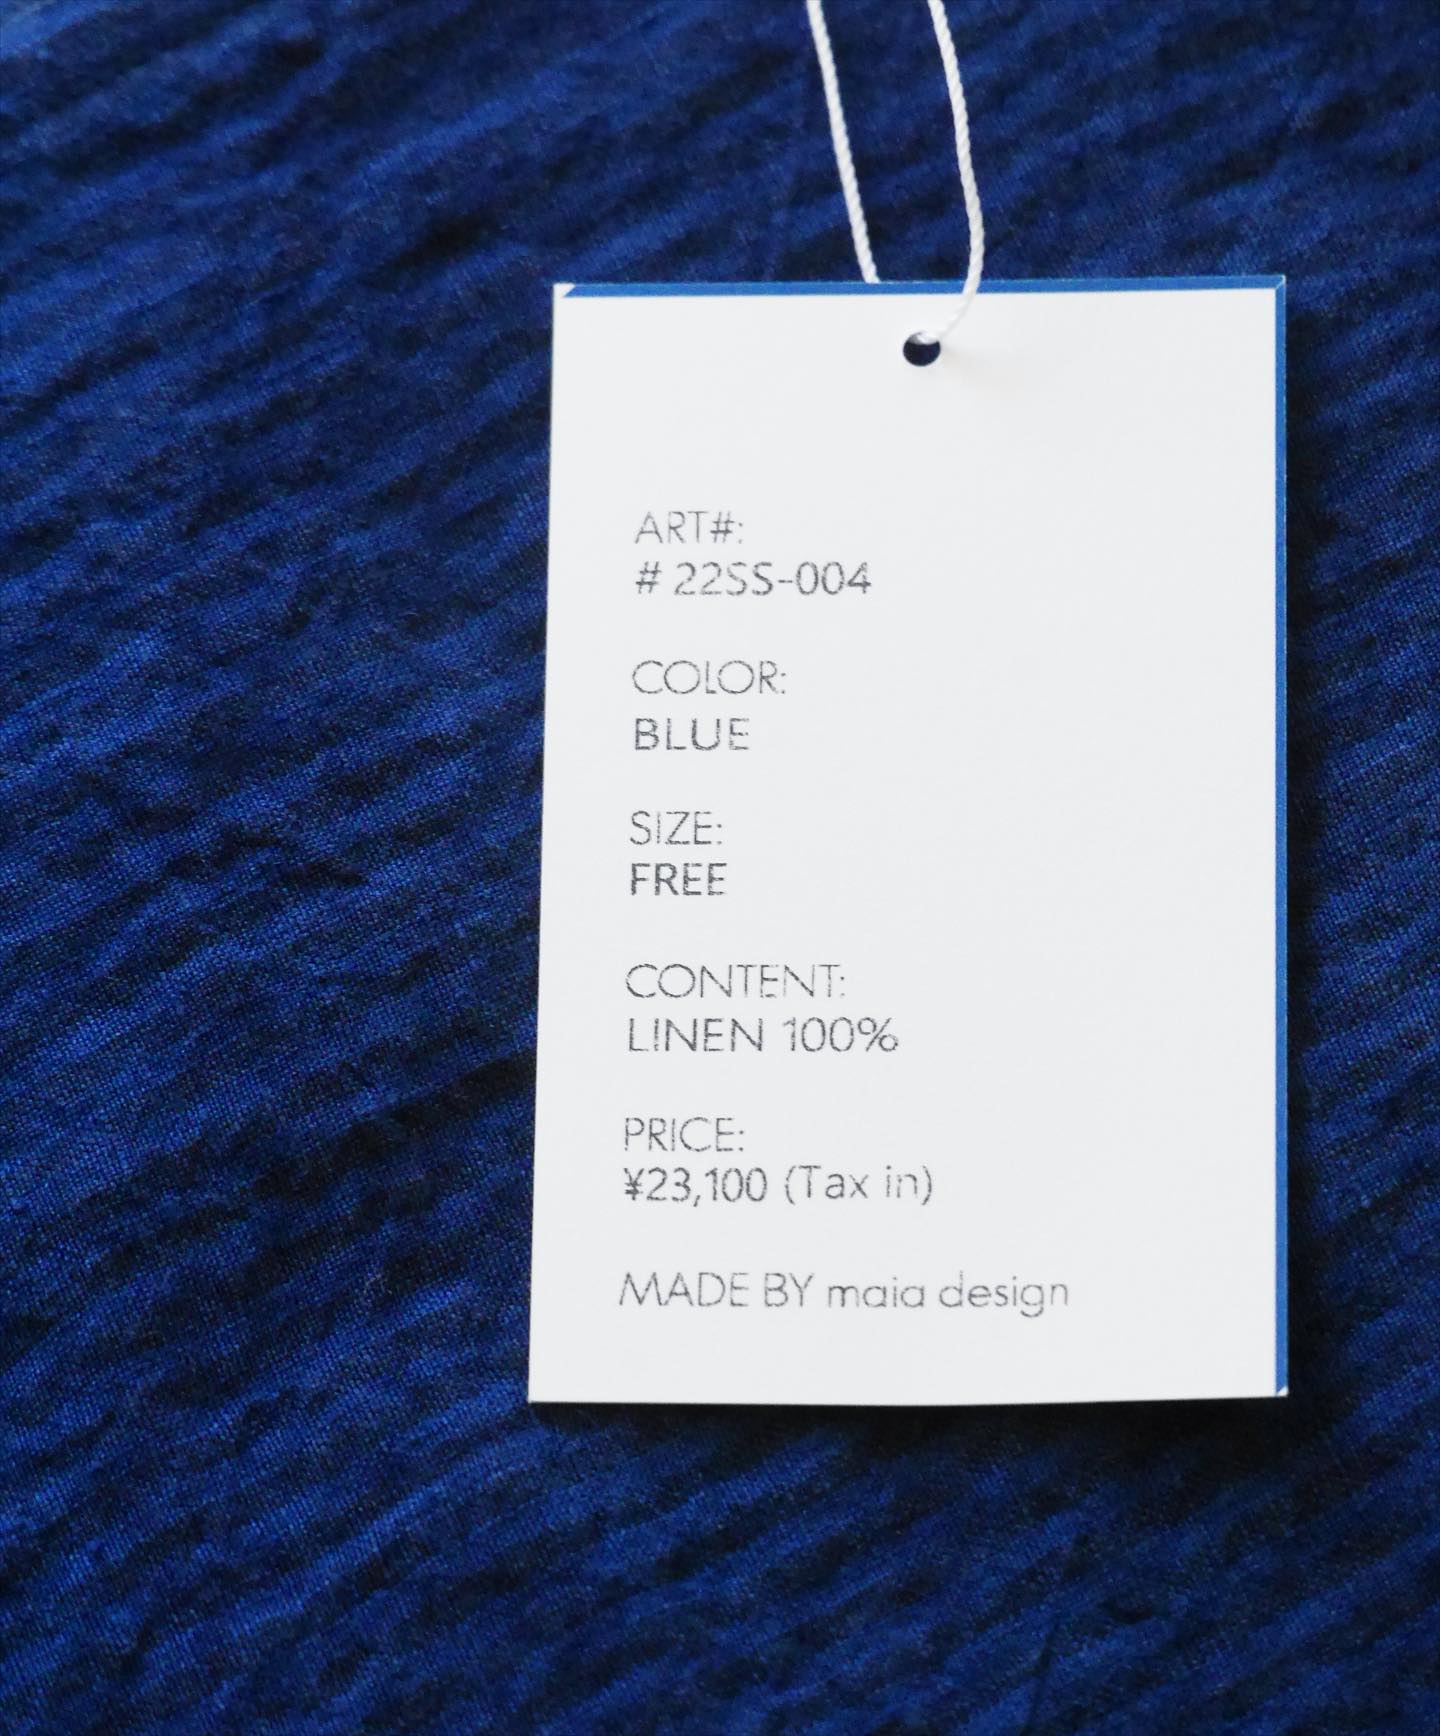 ART#:
# 22SS-004
COLOR:
BLUE
SIZE:
FREE
CONTENT:
LINEN 100%
PRICE:
¥23,100 (Tax in)
MADE BY maia design